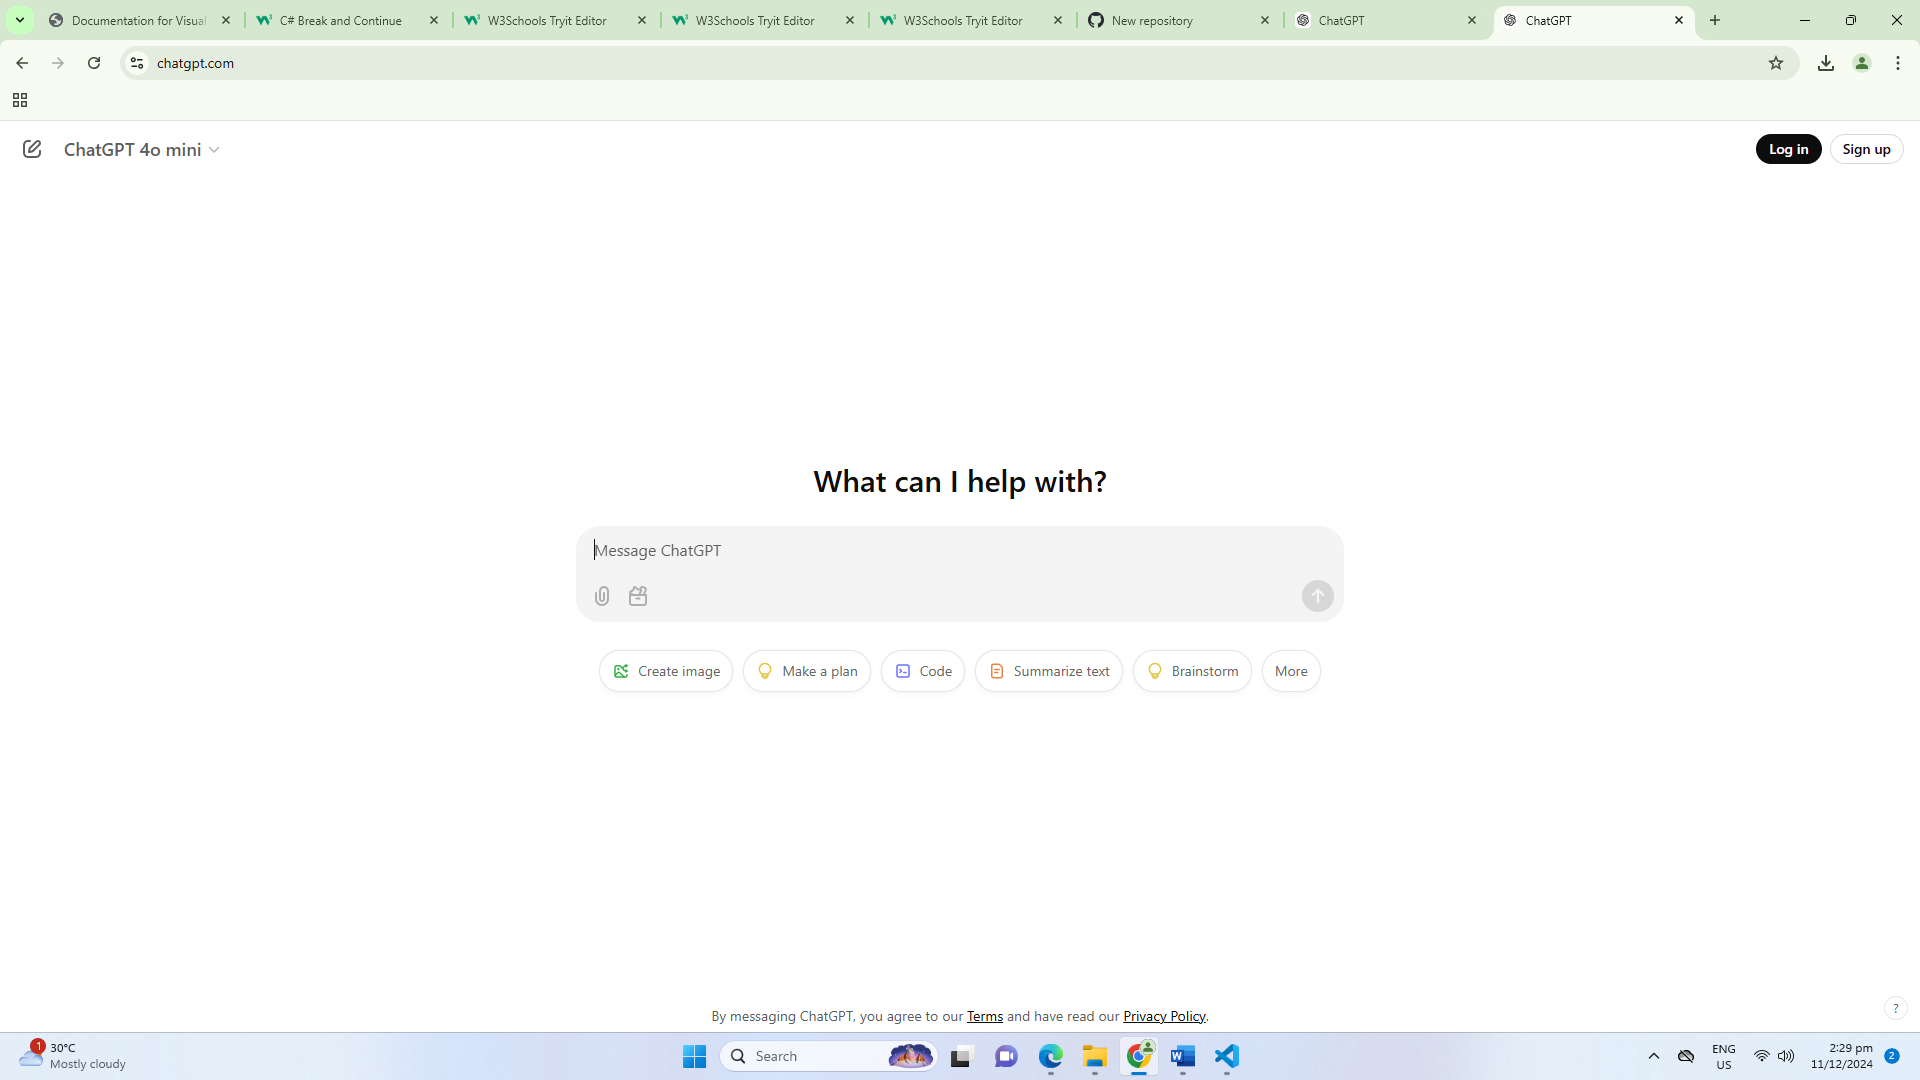 Documentation for Visual
C# Break and Continue
W3Schools Tryit Editor
W3Schools Tryit Editor
W3Schools Tryit Editor
New repository
ChatGPT
ChatGPT
chatgpt.com
ChatGPT 4o mini
Log in
Sign up
What can I help with?
Message ChatGPT
Create image
Make a plan
Code
Summarize text
Brainstorm
More
By messaging ChatGPT, you agree to our Terms and have read our Privacy Policy.
?
1
30°C
Mostly cloudy
Search
ENG
US
2:29 pm
11/12/2024
2